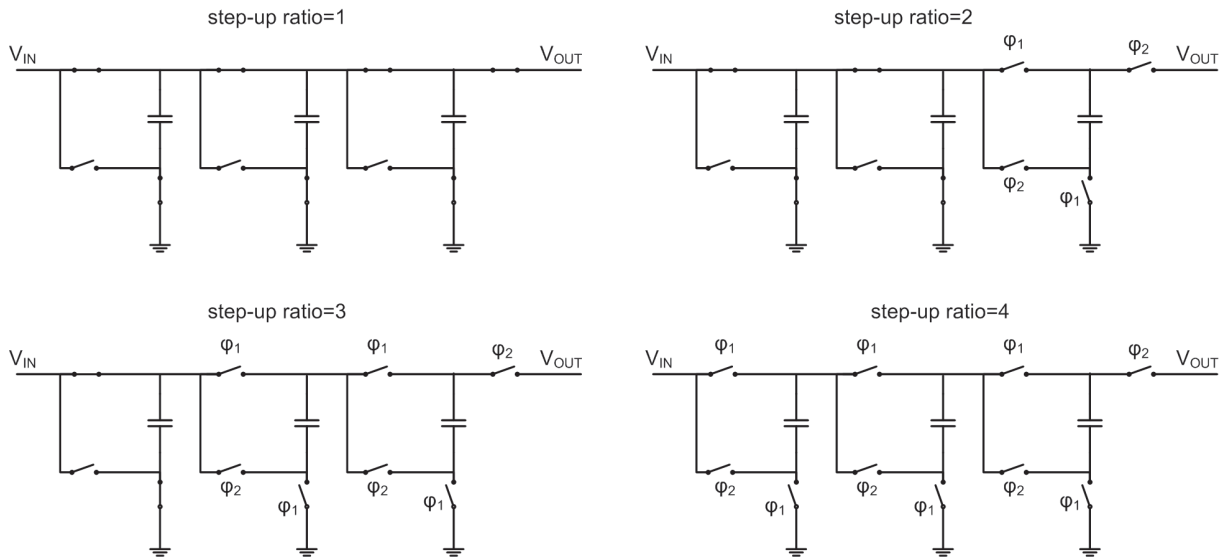 step-up ratio=1
V_IN V_OUT
step-up ratio=2
V_IN φ₁ φ₂ V_OUT
φ₂ φ₁
step-up ratio=3
V_IN φ₁ φ₁ φ₂ V_OUT
φ₂ φ₁ φ₂ φ₁
step-up ratio=4
V_IN φ₁ φ₁ φ₁ φ₂ V_OUT
φ₂ φ₁ φ₂ φ₁ φ₂ φ₁